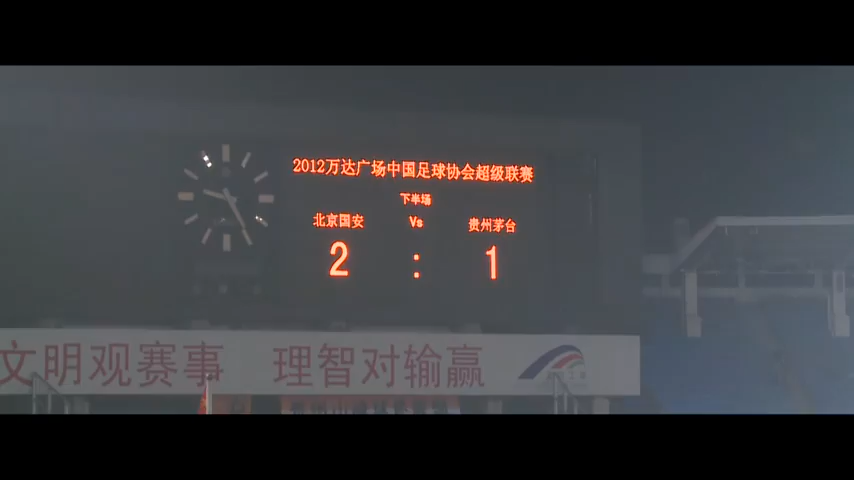 2012万达广场中国足球协会超级联赛
下半场
北京国安 Vs 贵州茅台
2 : 1
文明观赛事 理智对输赢